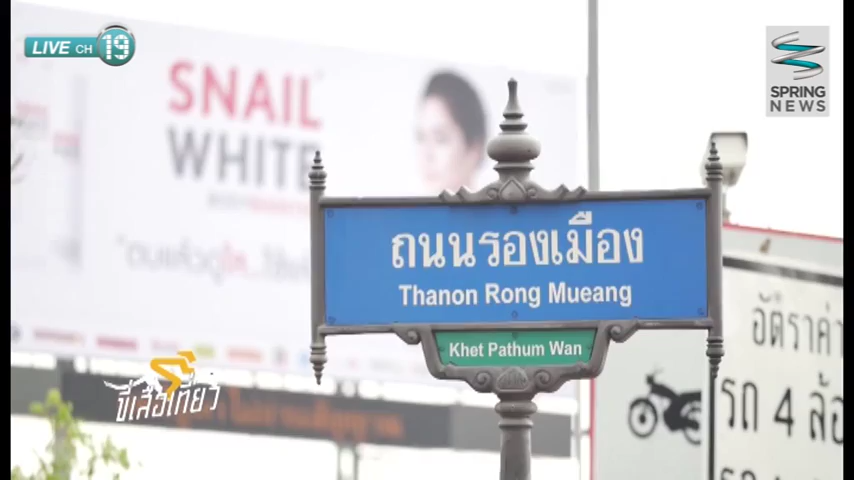 LIVE CH 19
SPRING
NEWS
SNAIL
WHITE
ถนนรองเมือง
Thanon Rong Mueang
Khet Pathum Wan
ขี่เสือเที่ยว
อัตราค่า
รถ 4 ล้อ